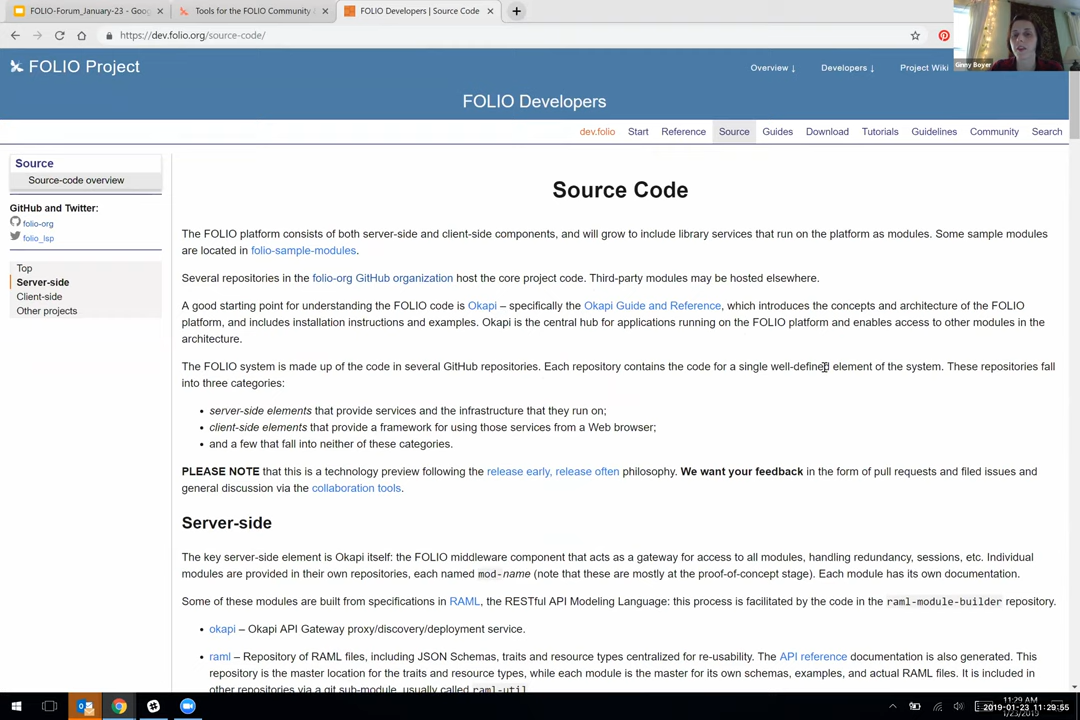 FOLIO-Forum_January-23 - Goog
Tools for the FOLIO Community &
FOLIO Developers | Source Code
https://dev.folio.org/source-code/
Ginny Boyer
FOLIO Project
Overview ↓
Developers ↓
Project Wiki
FOLIO Developers
dev.folio
Start
Reference
Source
Guides
Download
Tutorials
Guidelines
Community
Search
Source
Source-code overview
GitHub and Twitter:
folio-org
folio_lsp
Top
Server-side
Client-side
Other projects
Source Code
The FOLIO platform consists of both server-side and client-side components, and will grow to include library services that run on the platform as modules. Some sample modules
are located in folio-sample-modules.
Several repositories in the folio-org GitHub organization host the core project code. Third-party modules may be hosted elsewhere.
A good starting point for understanding the FOLIO code is Okapi – specifically the Okapi Guide and Reference, which introduces the concepts and architecture of the FOLIO
platform, and includes installation instructions and examples. Okapi is the central hub for applications running on the FOLIO platform and enables access to other modules in the
architecture.
The FOLIO system is made up of the code in several GitHub repositories. Each repository contains the code for a single well-defined element of the system. These repositories fall
into three categories:
• server-side elements that provide services and the infrastructure that they run on;
• client-side elements that provide a framework for using those services from a Web browser;
• and a few that fall into neither of these categories.
PLEASE NOTE that this is a technology preview following the release early, release often philosophy. We want your feedback in the form of pull requests and filed issues and
general discussion via the collaboration tools.
Server-side
The key server-side element is Okapi itself: the FOLIO middleware component that acts as a gateway for access to all modules, handling redundancy, sessions, etc. Individual
modules are provided in their own repositories, each named mod-name (note that these are mostly at the proof-of-concept stage). Each module has its own documentation.
Some of these modules are built from specifications in RAML, the RESTful API Modeling Language: this process is facilitated by the code in the raml-module-builder repository.
• okapi – Okapi API Gateway proxy/discovery/deployment service.
• raml – Repository of RAML files, including JSON Schemas, traits and resource types centralized for re-usability. The API reference documentation is also generated. This
repository is the master location for the traits and resource types, while each module is the master for its own schemas, examples, and actual RAML files. It is included in
other repositories via a git sub-module, usually called raml-util
11:29 AM
2019-01-23 11:29:55